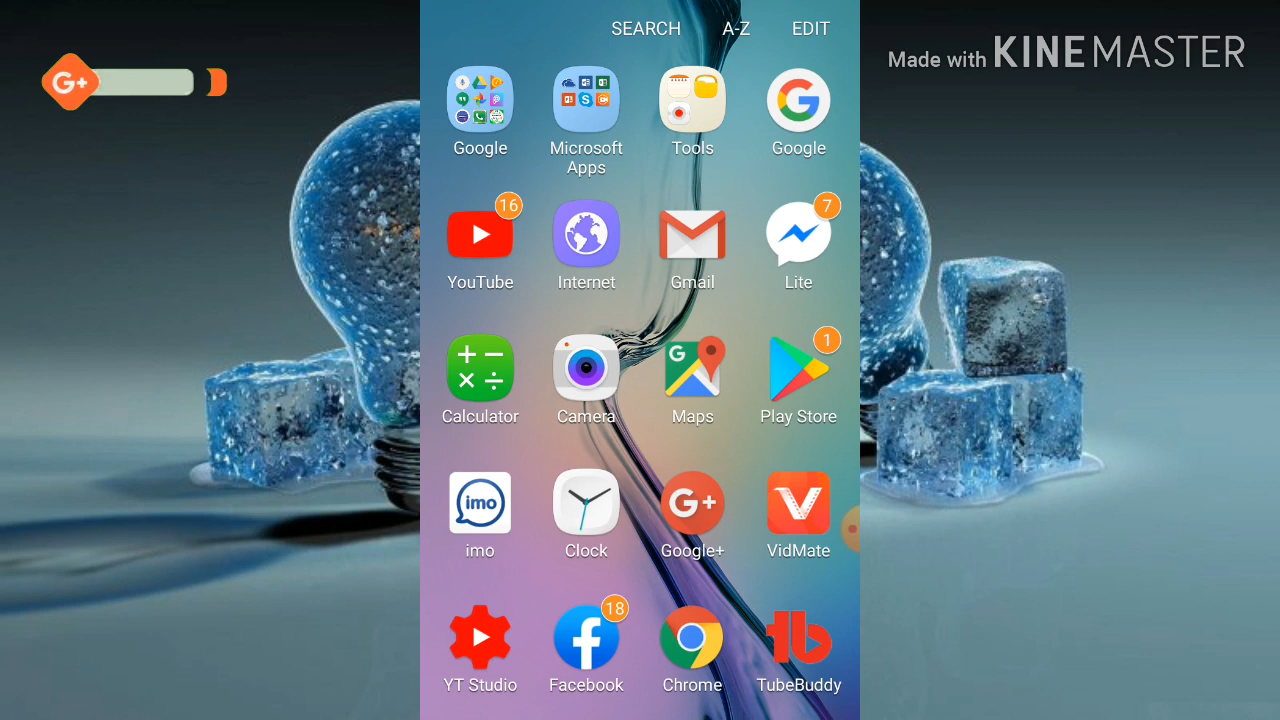 G+
Made with KINEMASTER
SEARCH A-Z EDIT
Google Microsoft Apps Tools Google
16 7
YouTube Internet Gmail Lite
G 1
Calculator Camera Maps Play Store
imo G+
imo Clock Google+ VidMate
18
YT Studio Facebook Chrome TubeBuddy